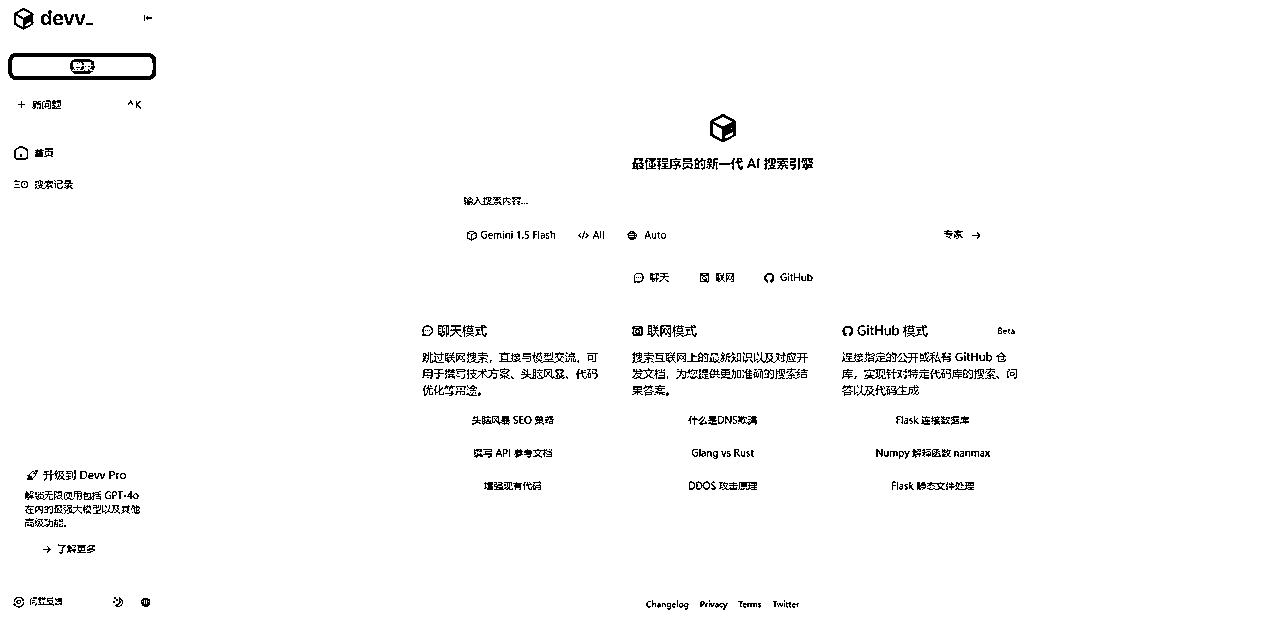 devv_
登录
新问题 ^K
首页
搜索记录
最懂程序员的新一代 AI 搜索引擎
输入搜索内容...
Gemini 1.5 Flash </> All Auto 专家 →
聊天 联网 GitHub
聊天模式
跳过联网搜索，直接与模型交流，可
用于撰写技术方案、头脑风暴、代码
优化等用途。
头脑风暴 SEO 策略
撰写 API 参考文档
增强现有代码
联网模式
搜索互联网上的最新知识以及对应开
发文档，为您提供更加准确的搜索结
果答案。
什么是DNS欺骗
Glang vs Rust
DDOS 攻击原理
GitHub 模式 Beta
连接指定的公开或私有 GitHub 仓
库，实现针对特定代码库的搜索、问
答以及代码生成
Flask 连接数据库
Numpy 解释函数 nanmax
Flask 静态文件处理
升级到 Devv Pro
解锁无限使用包括 GPT-4o
在内的最强大模型以及其他
高级功能。
→ 了解更多
问题反馈
Changelog Privacy Terms Twitter